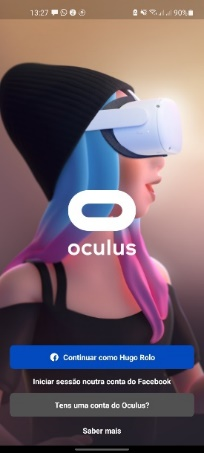 13:27
90%
oculus
Continuar como Hugo Rolo
Iniciar sessão noutra conta do Facebook
Tens uma conta do Oculus?
Saber mais